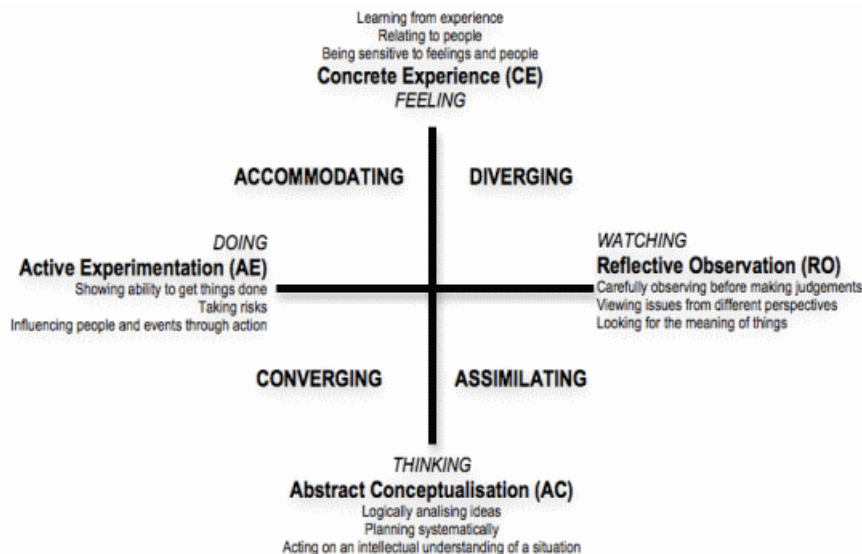 Learning from experience
Relating to people
Being sensitive to feelings and people
Concrete Experience (CE)
FEELING
ACCOMMODATING
DIVERGING
DOING
Active Experimentation (AE)
Showing ability to get things done
Taking risks
Influencing people and events through action
WATCHING
Reflective Observation (RO)
Carefully observing before making judgements
Viewing issues from different perspectives
Looking for the meaning of things
CONVERGING
ASSIMILATING
THINKING
Abstract Conceptualisation (AC)
Logically analising ideas
Planning systematically
Acting on an intellectual understanding of a situation